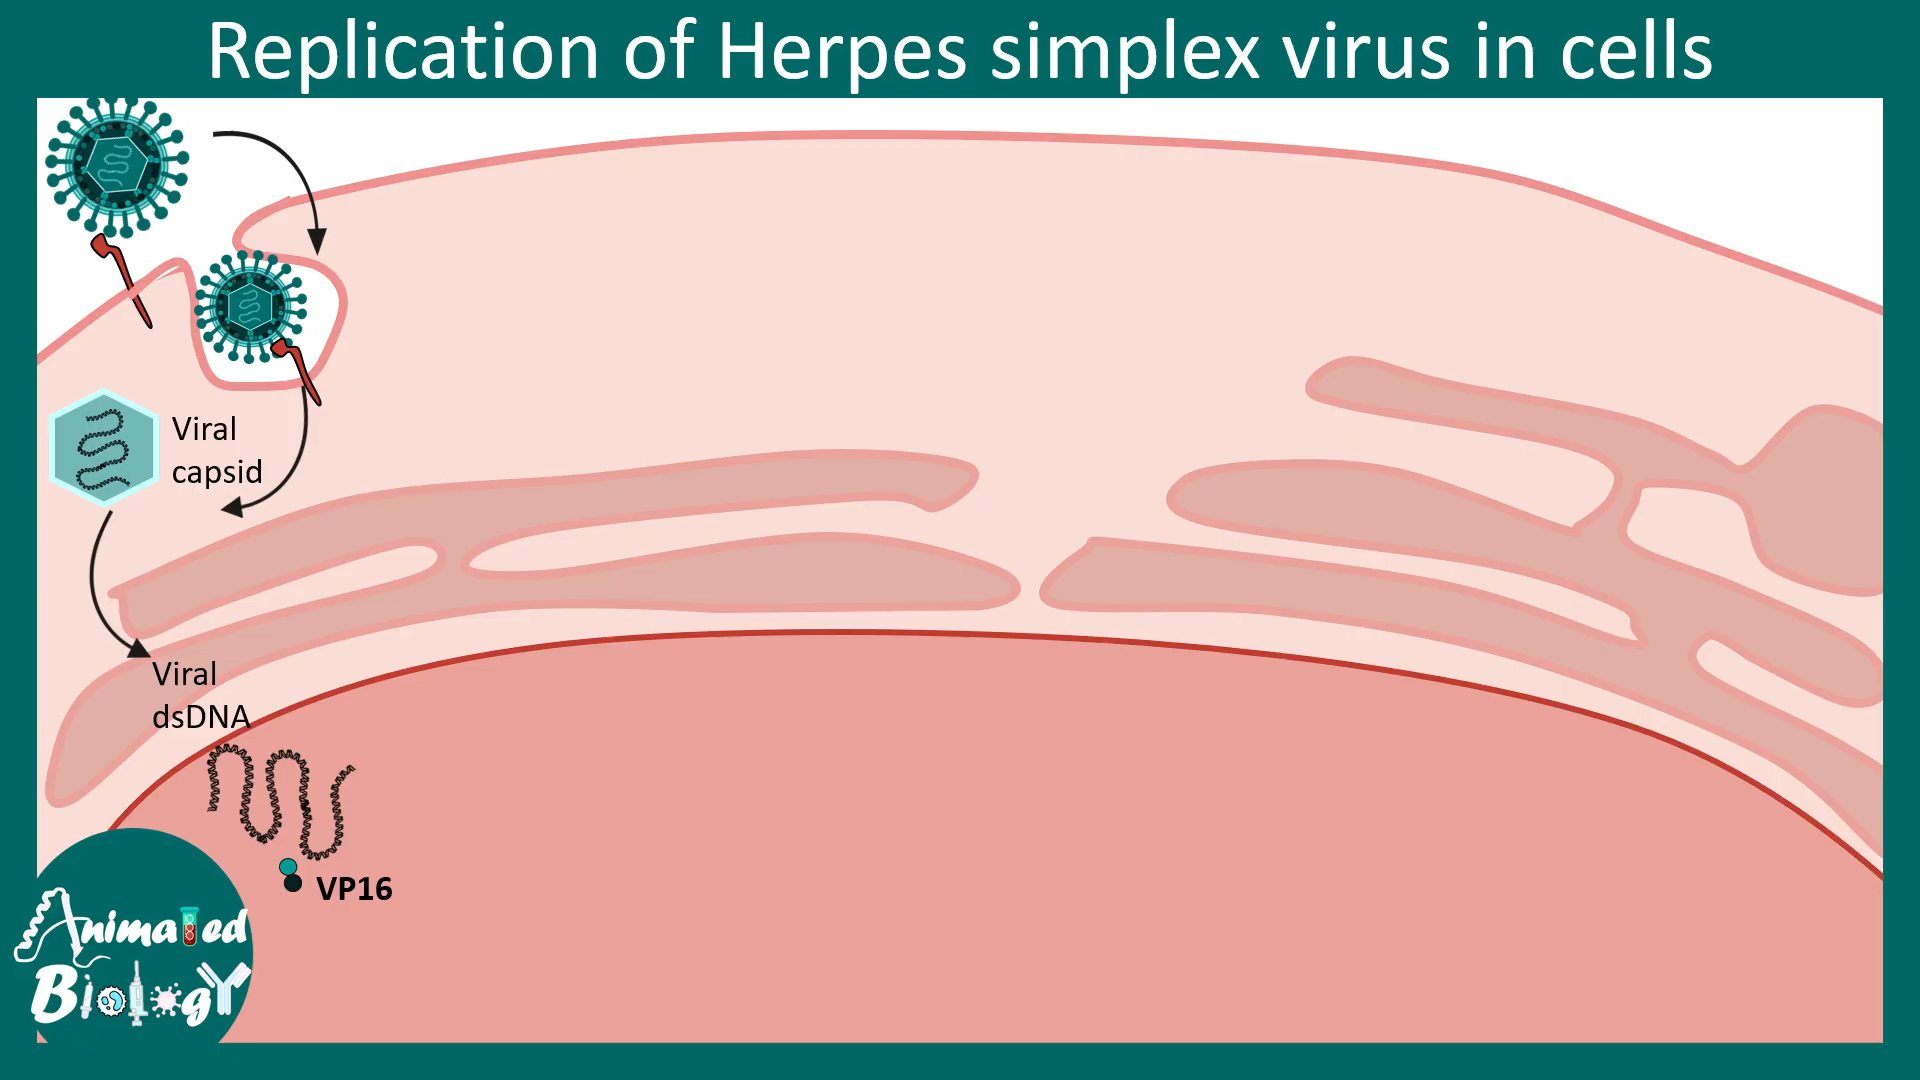 Replication of Herpes simplex virus in cells
Viral
capsid
Viral
dsDNA
VP16
Animated
Biology